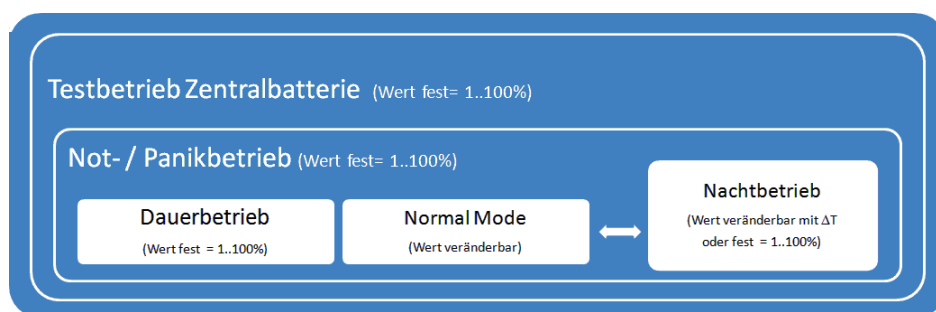 Testbetrieb Zentralbatterie (Wert fest= 1..100%)
Not- / Panikbetrieb (Wert fest= 1..100%)
Dauerbetrieb
(Wert fest = 1..100%)
Normal Mode
(Wert veränderbar)
Nachtbetrieb
(Wert veränderbar mit ΔT
oder fest = 1..100%)